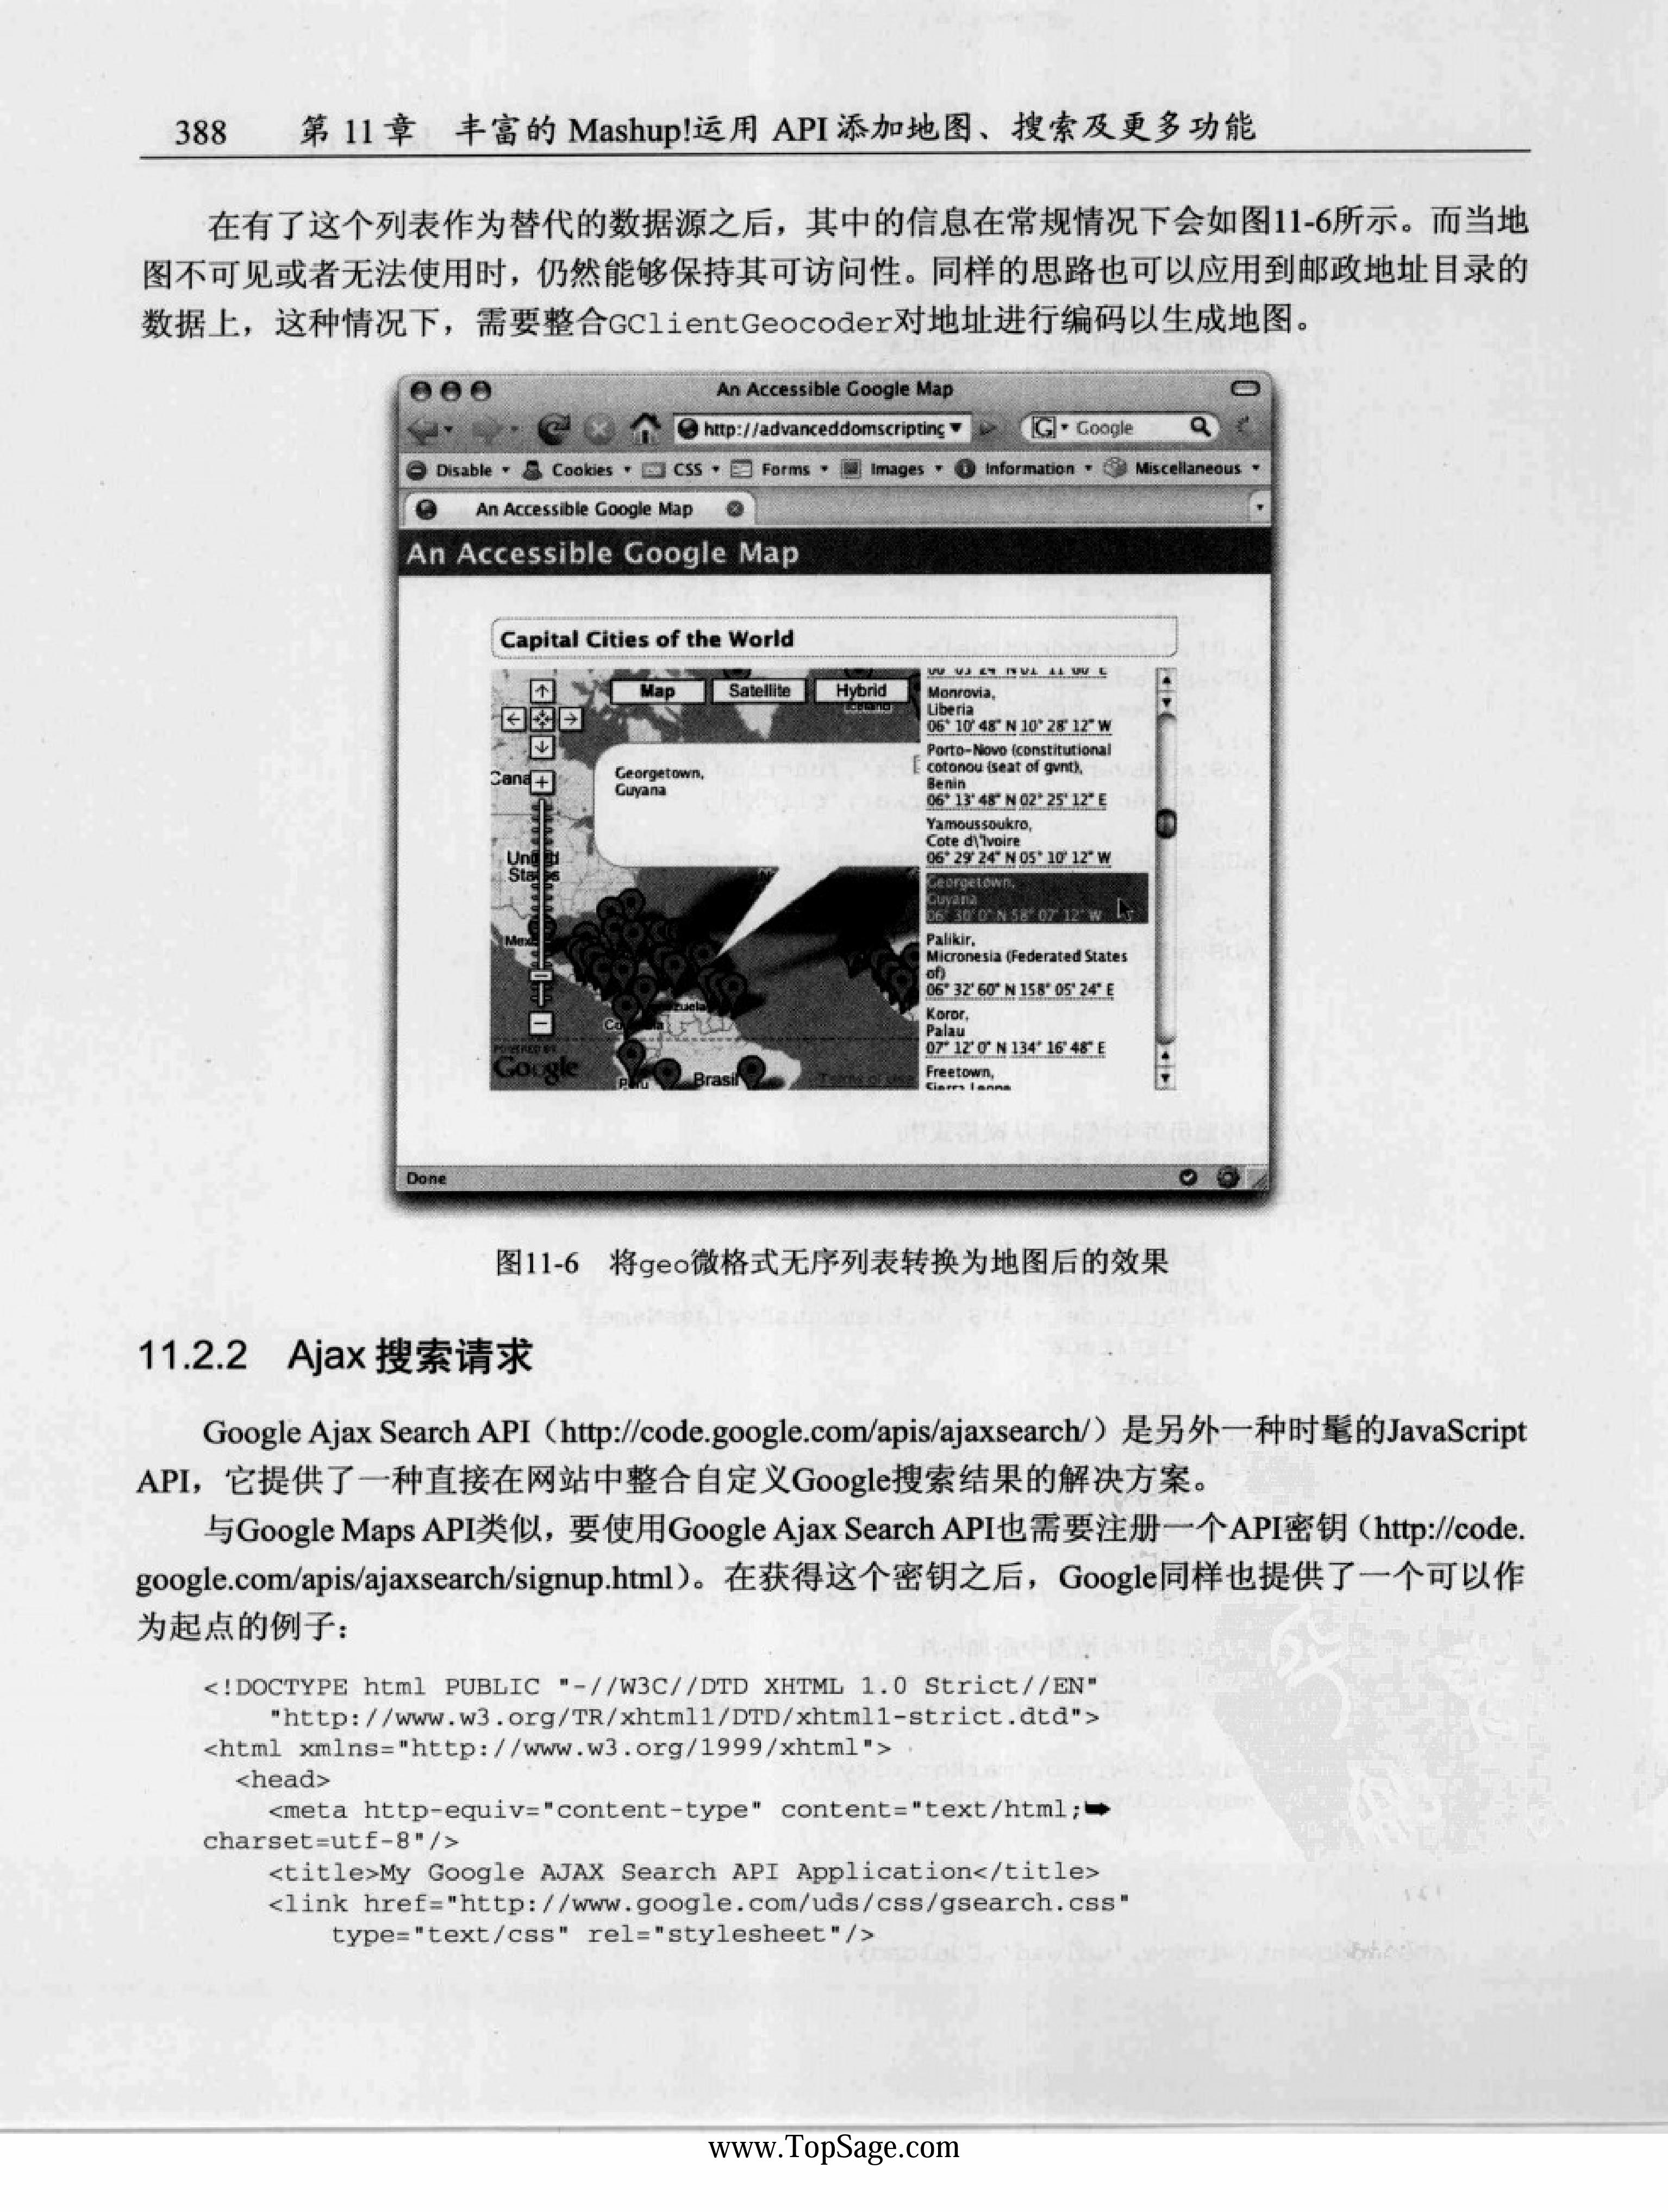 388 第 11 章 丰富的 Mashup!运用 API 添加地图、搜索及更多功能
在有了这个列表作为替代的数据源之后，其中的信息在常规情况下会如图11-6所示。而当地
图不可见或者无法使用时，仍然能够保持其可访问性。同样的思路也可以应用到邮政地址目录的
数据上，这种情况下，需要整合GClientGeocoder对地址进行编码以生成地图。
An Accessible Google Map
http://advanceddomscripting
Google
Disable Cookies CSS Forms Images Information Miscellaneous
An Accessible Google Map
An Accessible Google Map
Capital Cities of the World
Map Satellite Hybrid
Georgetown,
Guyana
Monrovia,
Liberia
06° 10' 48" N 10° 28' 12" W
Porto-Novo (constitutional
cotonou (seat of gvnt),
Benin
06° 13' 48" N 02° 25' 12" E
Yamoussoukro,
Cote d\'Ivoire
06° 29' 24" N 05° 10' 12" W
Georgetown,
Guyana
06° 30' 0" N 58° 07' 12" W
Palikir,
Micronesia (Federated States
of)
06° 32' 60" N 158° 05' 24" E
Koror,
Palau
07° 12' 0" N 134° 16' 48" E
Freetown,
Sierra Leone
Brasil
POWERED BY
Google
Done
图11-6 将geo微格式无序列表转换为地图后的效果
11.2.2 Ajax 搜索请求
Google Ajax Search API（http://code.google.com/apis/ajaxsearch/）是另外一种时髦的JavaScript
API，它提供了一种直接在网站中整合自定义Google搜索结果的解决方案。
与Google Maps API类似，要使用Google Ajax Search API也需要注册一个API密钥（http://code.
google.com/apis/ajaxsearch/signup.html）。在获得这个密钥之后，Google同样也提供了一个可以作
为起点的例子：
<!DOCTYPE html PUBLIC "-//W3C//DTD XHTML 1.0 Strict//EN"
"http://www.w3.org/TR/xhtml1/DTD/xhtml1-strict.dtd">
<html xmlns="http://www.w3.org/1999/xhtml">
<head>
<meta http-equiv="content-type" content="text/html;➥
charset=utf-8"/>
<title>My Google AJAX Search API Application</title>
<link href="http://www.google.com/uds/css/gsearch.css"
type="text/css" rel="stylesheet"/>
www.TopSage.com